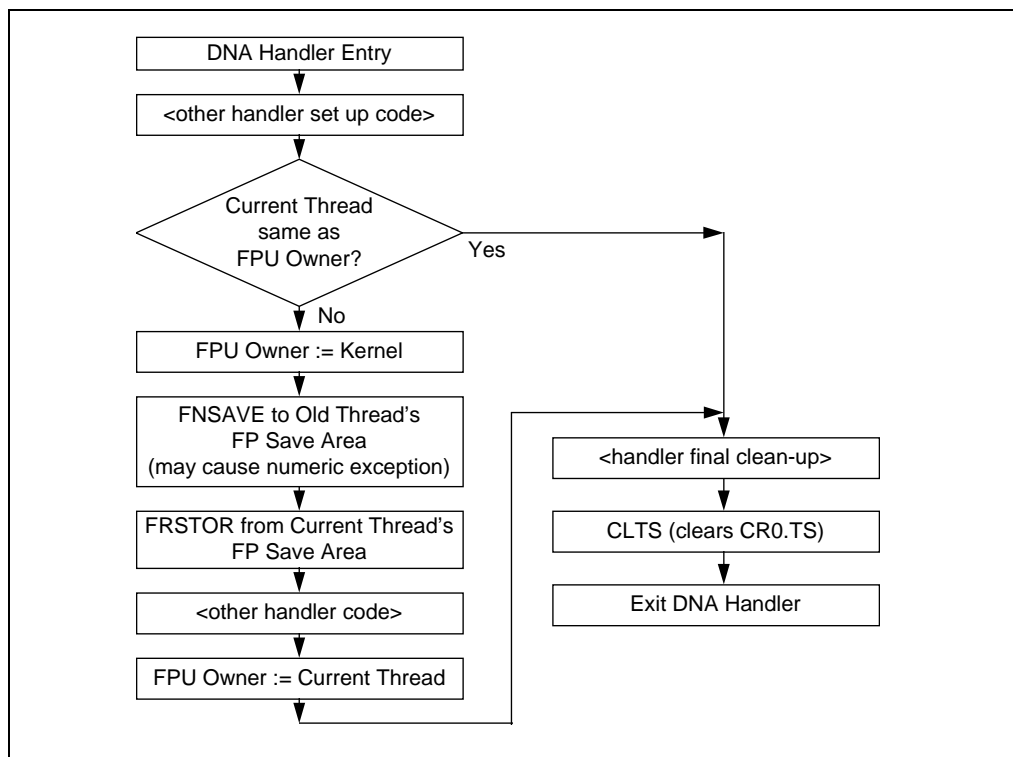 DNA Handler Entry
<other handler set up code>
Current Thread
same as
FPU Owner?
Yes
No
FPU Owner := Kernel
FNSAVE to Old Thread’s
FP Save Area
(may cause numeric exception)
FRSTOR from Current Thread’s
FP Save Area
<other handler code>
FPU Owner := Current Thread
<handler final clean-up>
CLTS (clears CR0.TS)
Exit DNA Handler